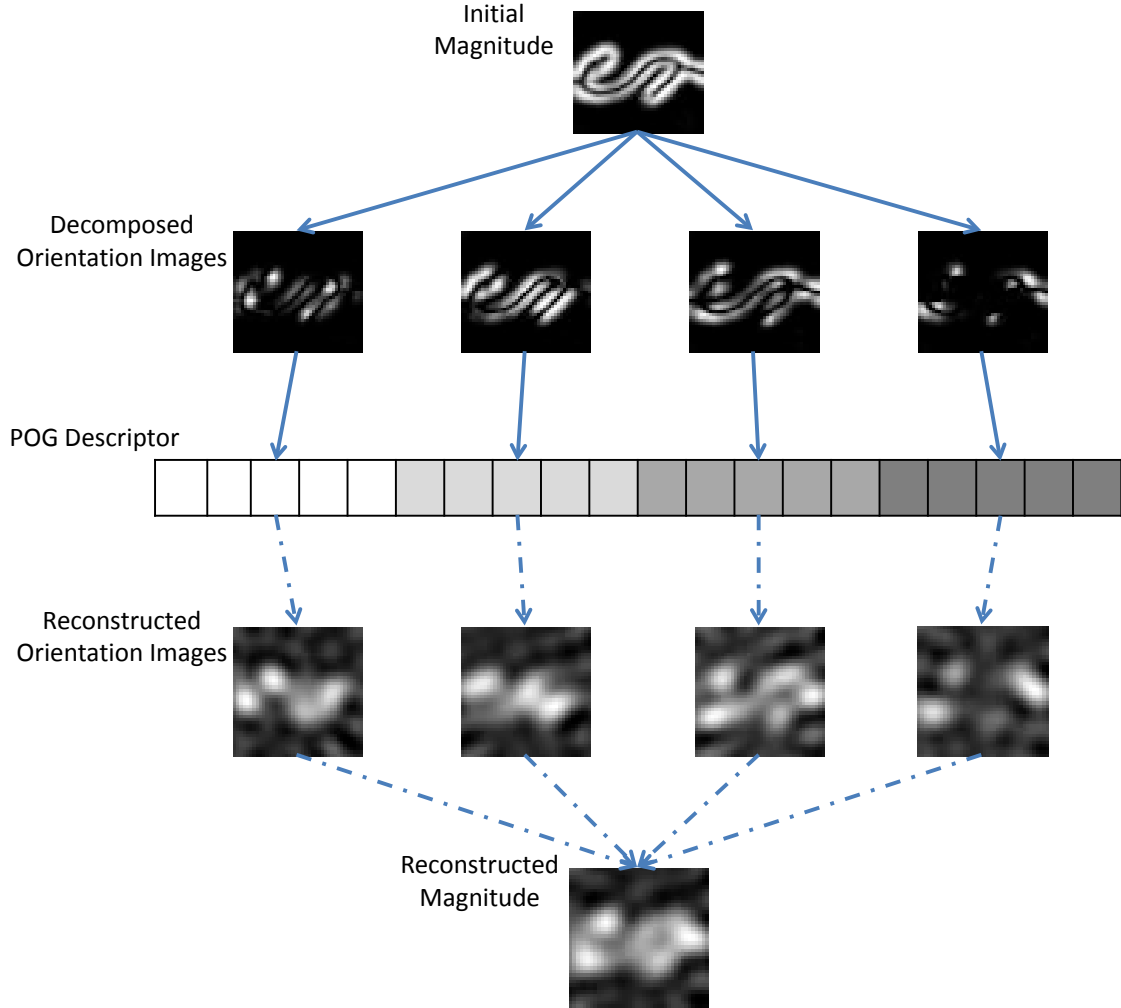 Initial
Magnitude
Decomposed
Orientation Images
POG Descriptor
Reconstructed
Orientation Images
Reconstructed
Magnitude